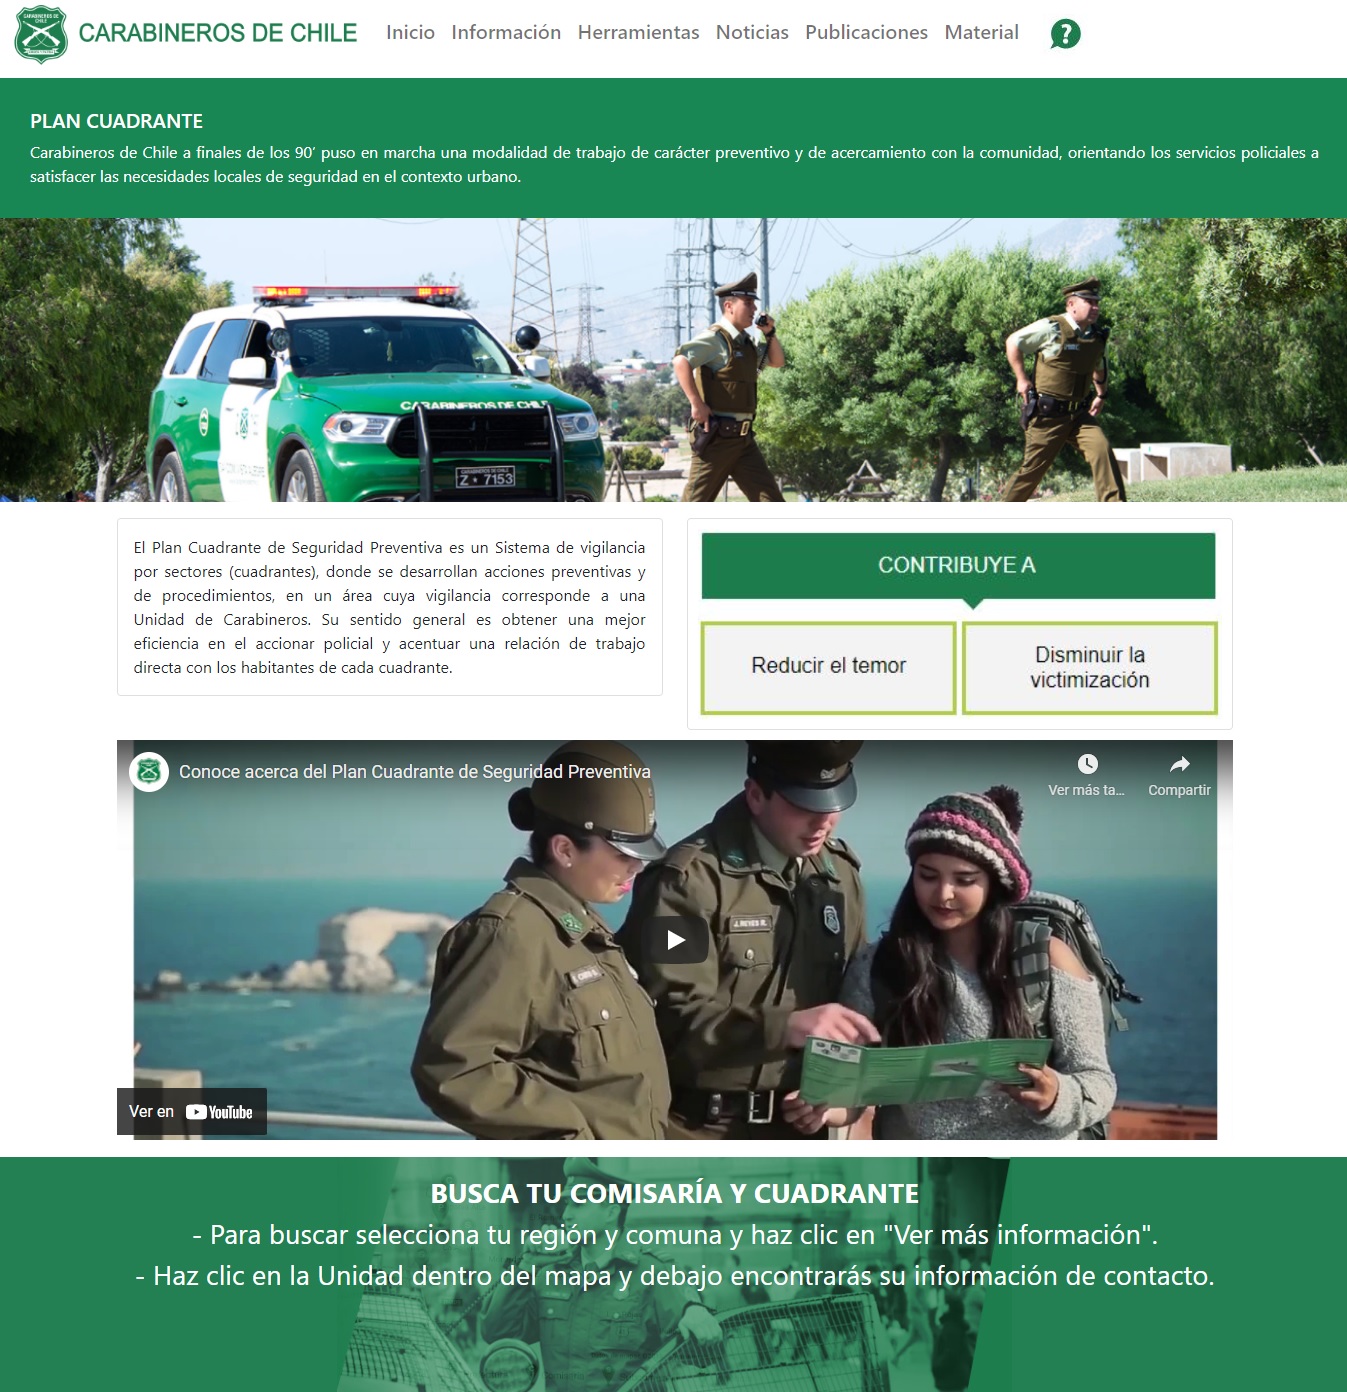 CARABINEROS DE CHILE
CARABINEROS DE CHILE Inicio Información Herramientas Noticias Publicaciones Material ?
PLAN CUADRANTE
Carabineros de Chile a finales de los 90' puso en marcha una modalidad de trabajo de carácter preventivo y de acercamiento con la comunidad, orientando los servicios policiales a
satisfacer las necesidades locales de seguridad en el contexto urbano.
CARABINEROS DE CHILE
CARABINEROS DE CHILE
Z · 7153
El Plan Cuadrante de Seguridad Preventiva es un Sistema de vigilancia
por sectores (cuadrantes), donde se desarrollan acciones preventivas y
de procedimientos, en un área cuya vigilancia corresponde a una
Unidad de Carabineros. Su sentido general es obtener una mejor
eficiencia en el accionar policial y acentuar una relación de trabajo
directa con los habitantes de cada cuadrante.
CONTRIBUYE A
Reducir el temor
Disminuir la
victimización
Conoce acerca del Plan Cuadrante de Seguridad Preventiva
Ver más ta...
Compartir
J. REYES R.
Ver en YouTube
BUSCA TU COMISARÍA Y CUADRANTE
- Para buscar selecciona tu región y comuna y haz clic en "Ver más información".
- Haz clic en la Unidad dentro del mapa y debajo encontrarás su información de contacto.